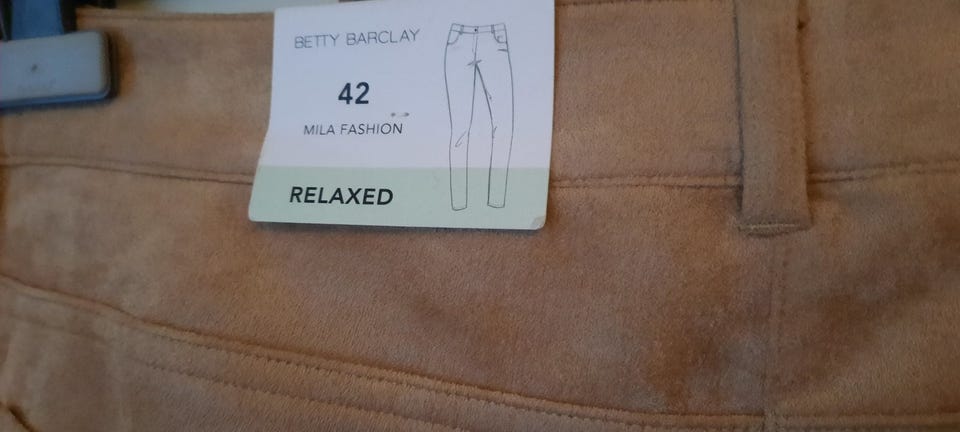 BETTY BARCLAY
42
MILA FASHION
RELAXED